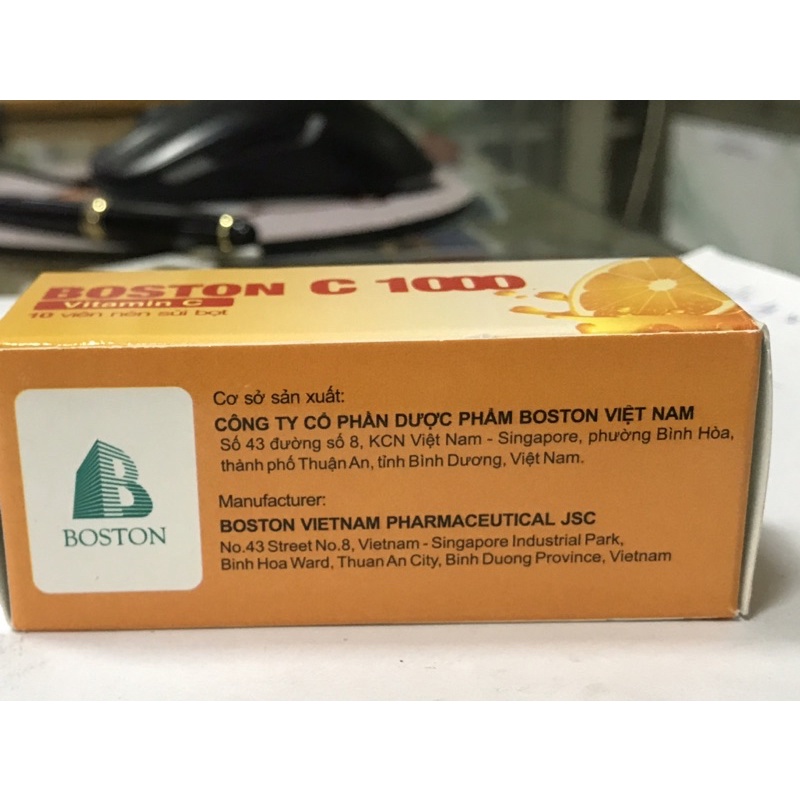 BOSTON C 1000
Vitamin C
10 viên nén sủi bọt
Cơ sở sản xuất:
CÔNG TY CỔ PHẦN DƯỢC PHẨM BOSTON VIỆT NAM
Số 43 đường số 8, KCN Việt Nam - Singapore, phường Bình Hòa,
thành phố Thuận An, tỉnh Bình Dương, Việt Nam.
Manufacturer:
BOSTON VIETNAM PHARMACEUTICAL JSC
No.43 Street No.8, Vietnam - Singapore Industrial Park,
Binh Hoa Ward, Thuan An City, Binh Duong Province, Vietnam
B
BOSTON